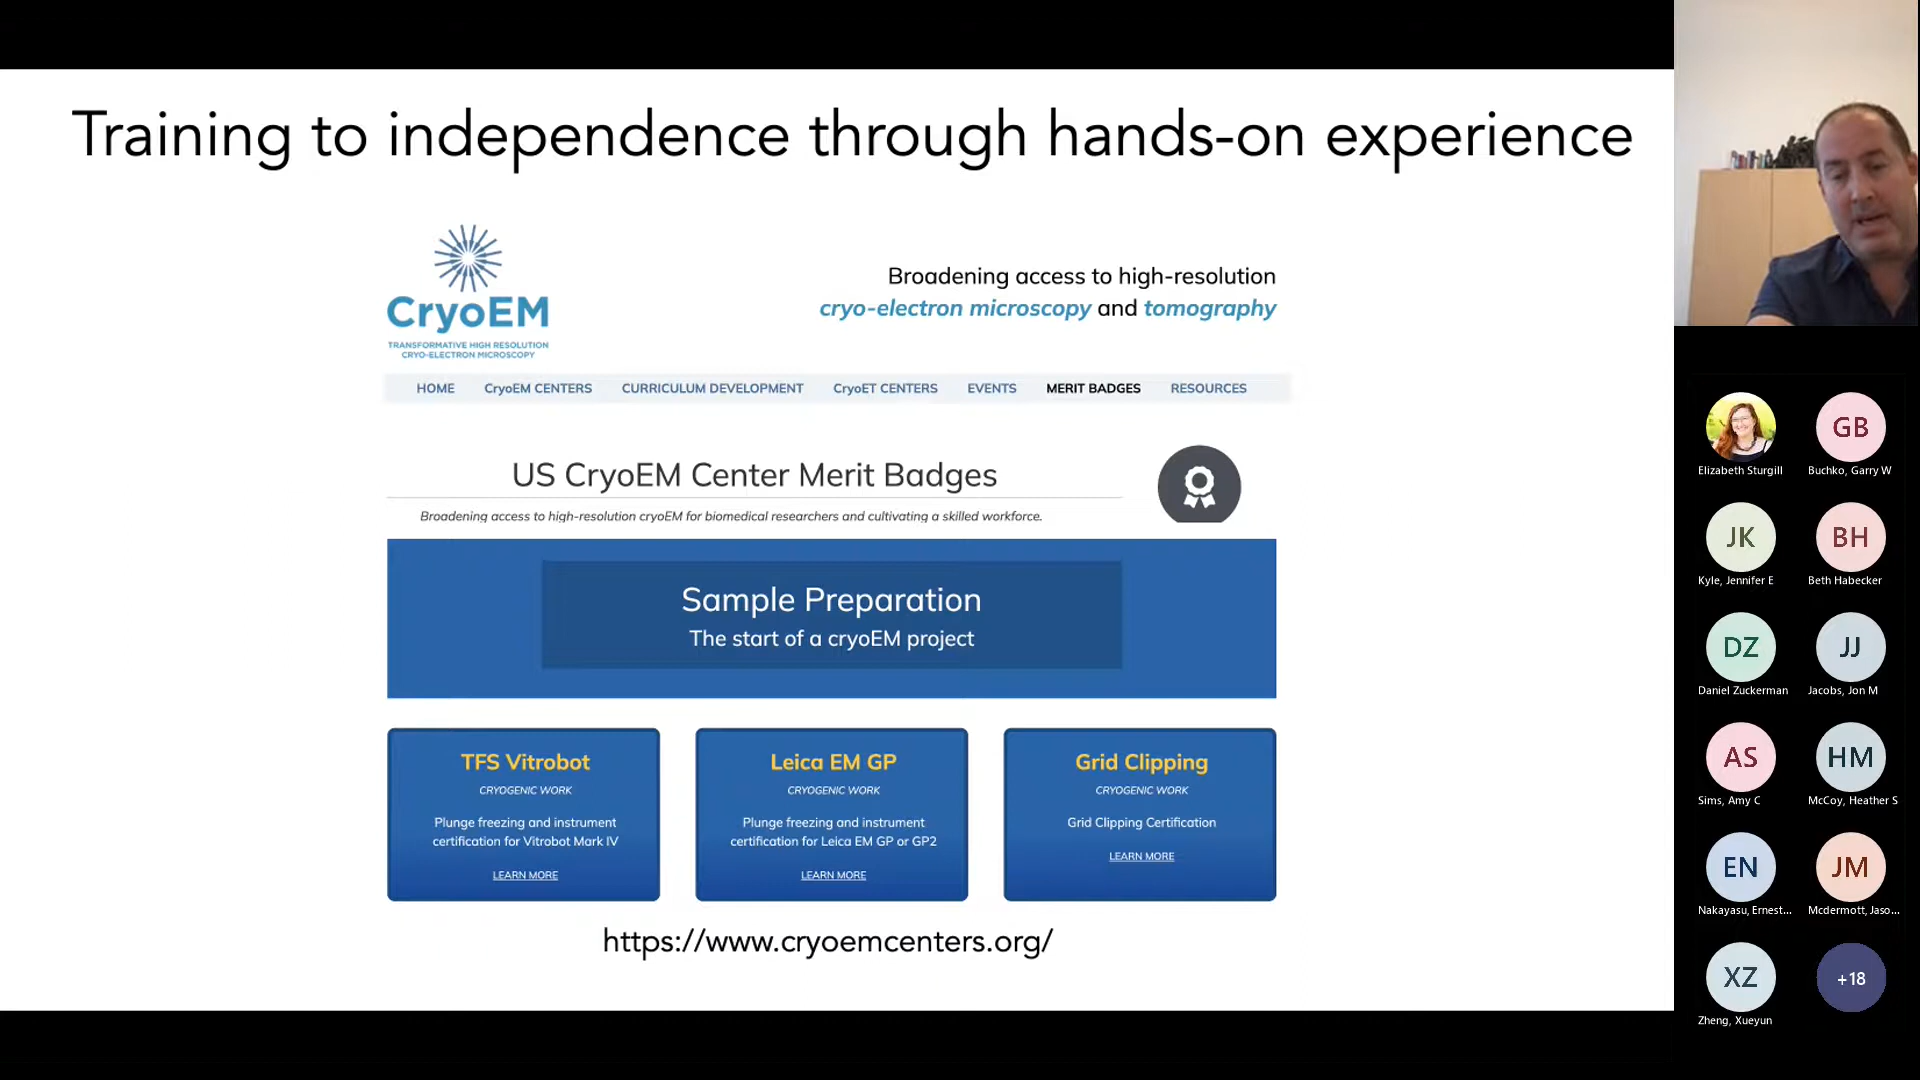 Training to independence through hands-on experience
CryoEM
TRANSFORMATIVE HIGH RESOLUTION
CRYO-ELECTRON MICROSCOPY
Broadening access to high-resolution
cryo-electron microscopy and tomography
HOME CryoEM CENTERS CURRICULUM DEVELOPMENT CryoET CENTERS EVENTS MERIT BADGES RESOURCES
US CryoEM Center Merit Badges
Broadening access to high-resolution cryoEM for biomedical researchers and cultivating a skilled workforce.
Sample Preparation
The start of a cryoEM project
TFS Vitrobot
CRYOGENIC WORK
Plunge freezing and instrument
certification for Vitrobot Mark IV
LEARN MORE
Leica EM GP
CRYOGENIC WORK
Plunge freezing and instrument
certification for Leica EM GP or GP2
LEARN MORE
Grid Clipping
CRYOGENIC WORK
Grid Clipping Certification
LEARN MORE
https://www.cryoemcenters.org/
Elizabeth Sturgill
GB
Buchko, Garry W
JK
Kyle, Jennifer E
BH
Beth Habecker
DZ
Daniel Zuckerman
JJ
Jacobs, Jon M
AS
Sims, Amy C
HM
McCoy, Heather S
EN
Nakayasu, Ernest...
JM
Mcdermott, Jaso...
XZ
Zheng, Xueyun
+18